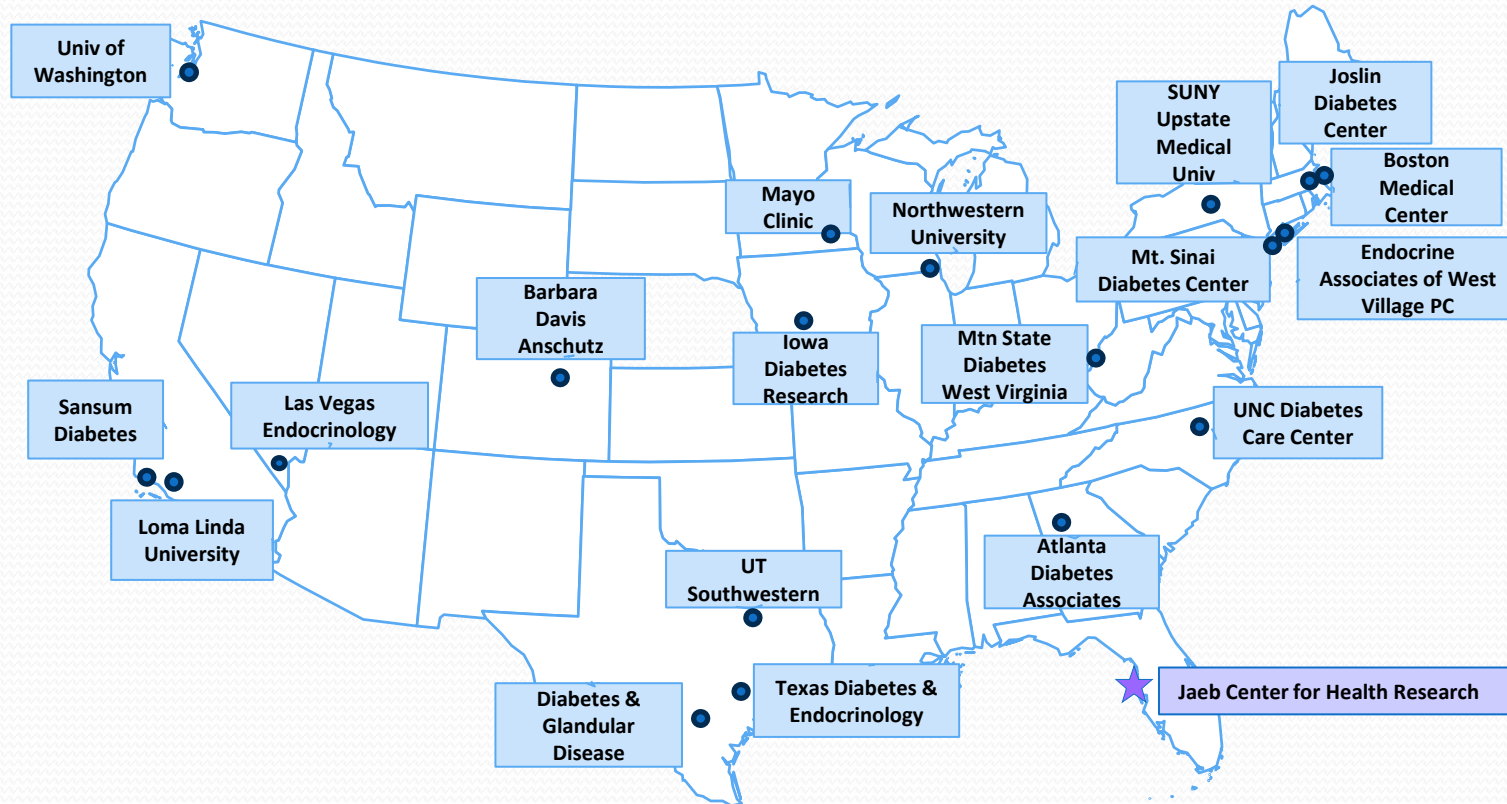 Univ of
Washington
SUNY
Upstate
Medical
Univ
Joslin
Diabetes
Center
Boston
Medical
Center
Mayo
Clinic
Northwestern
University
Mt. Sinai
Diabetes Center
Endocrine
Associates of West
Village PC
Barbara
Davis
Anschutz
Iowa
Diabetes
Research
Mtn State
Diabetes
West Virginia
Sansum
Diabetes
Las Vegas
Endocrinology
UNC Diabetes
Care Center
Loma Linda
University
UT
Southwestern
Atlanta
Diabetes
Associates
Diabetes &
Glandular
Disease
Texas Diabetes &
Endocrinology
Jaeb Center for Health Research